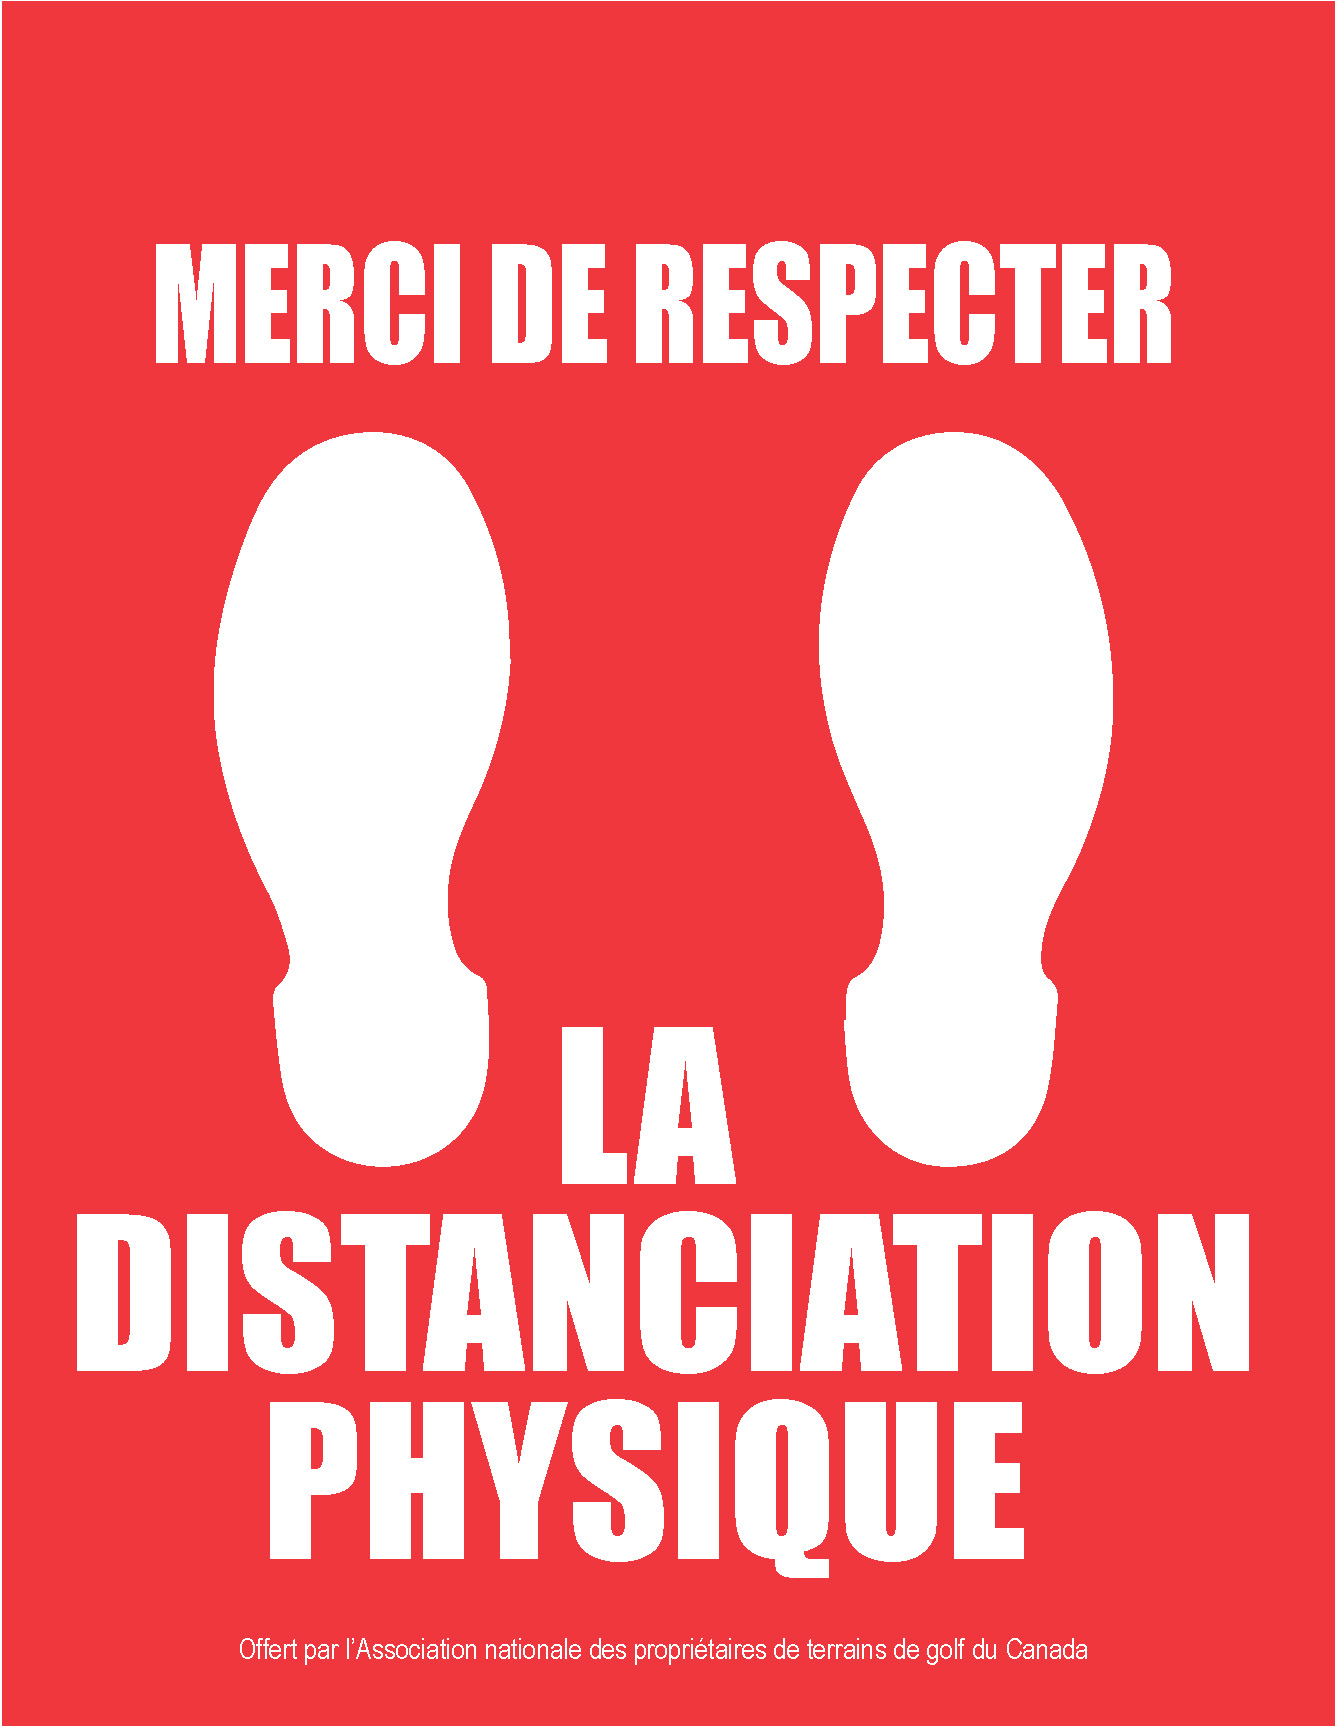 MERCI DE RESPECTER
LA
DISTANCIATION
PHYSIQUE
Offert par l’Association nationale des propriétaires de terrains de golf du Canada